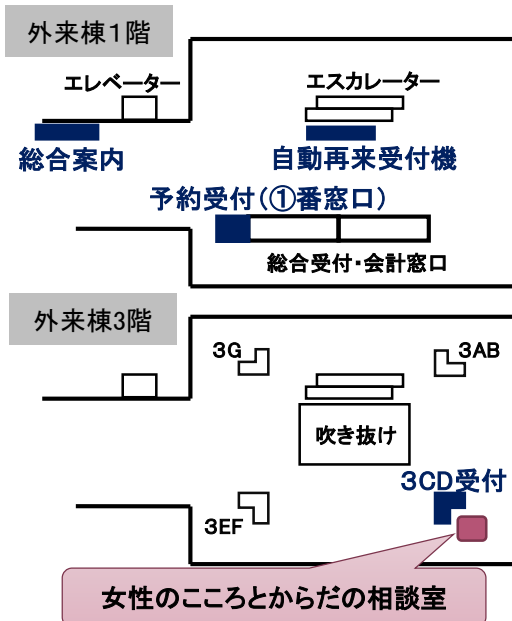 外来棟1階
エレベーター
エスカレーター
総合案内
自動再来受付機
予約受付(①番窓口)
総合受付・会計窓口
外来棟3階
3G
3AB
吹き抜け
3CD受付
3EF
女性のこころとからだの相談室